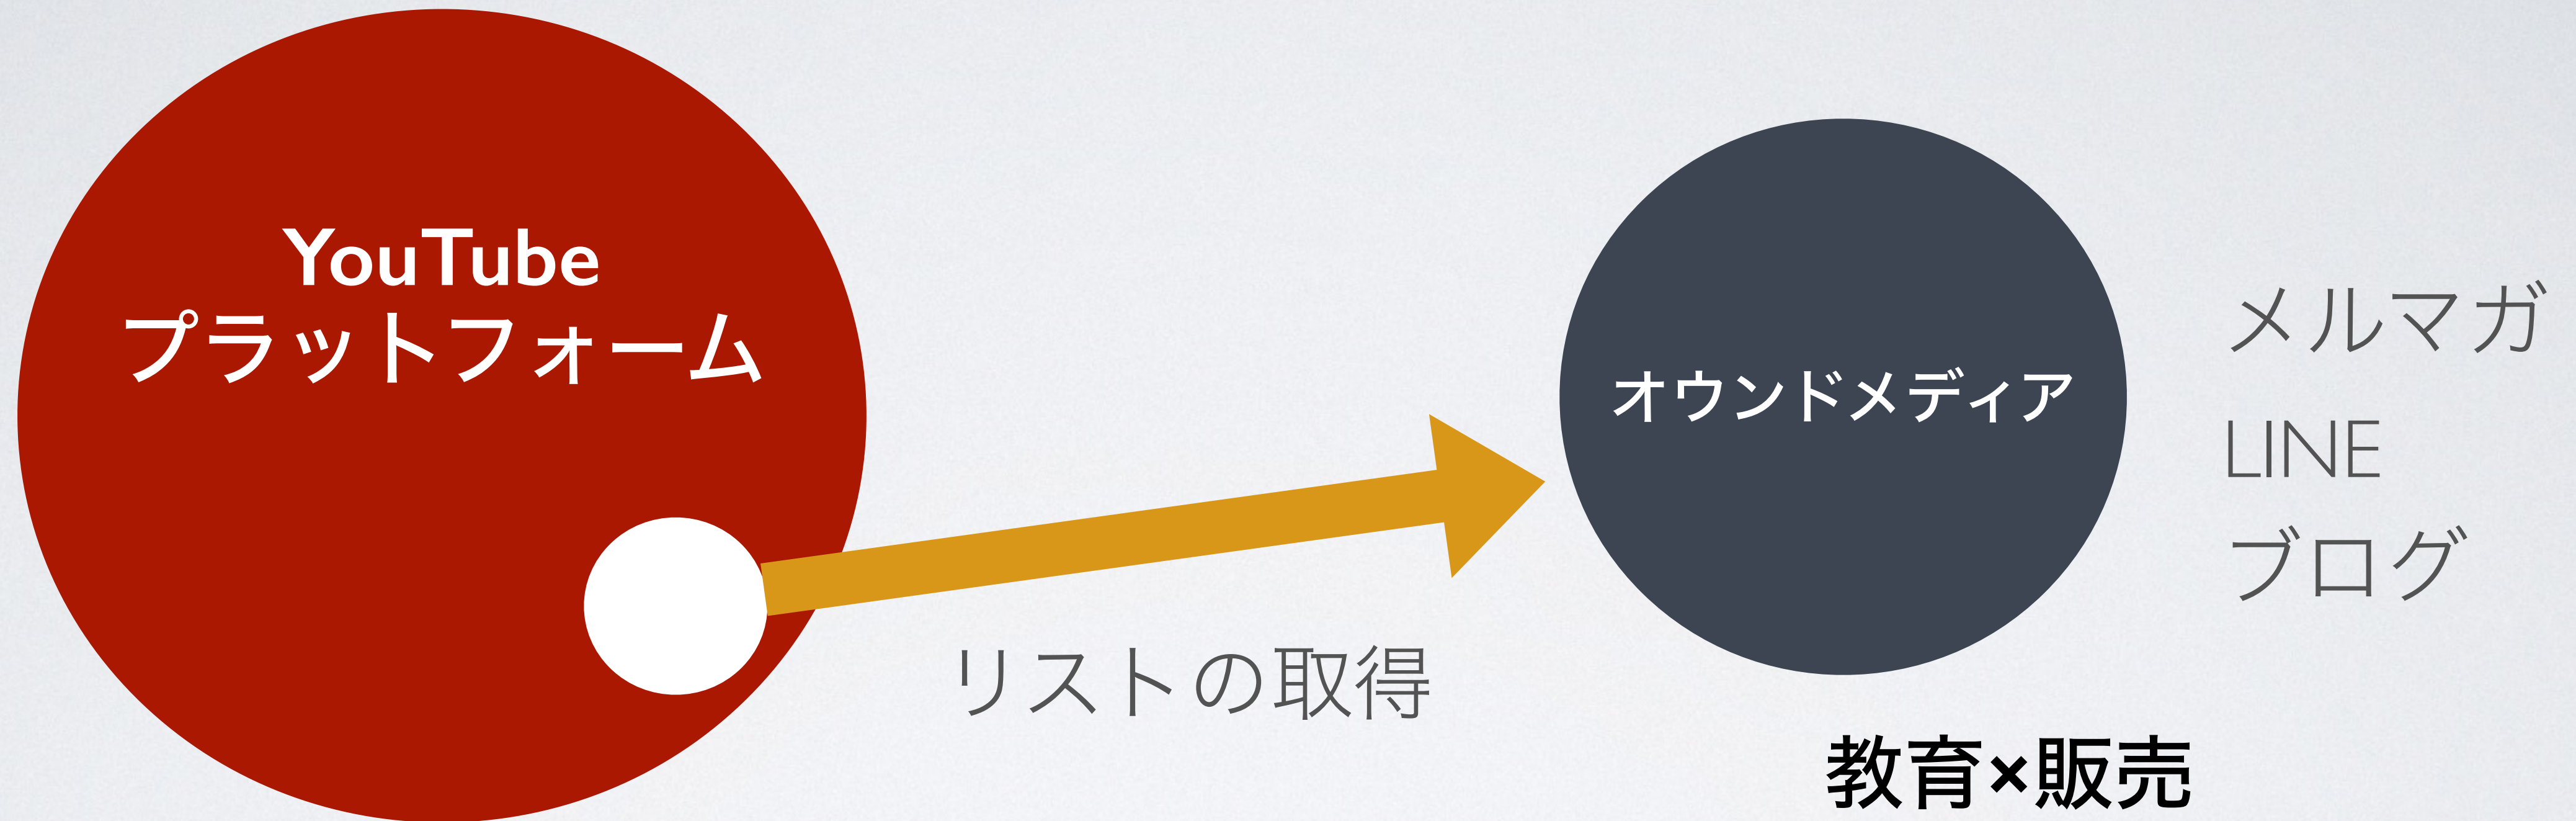 YouTube
プラットフォーム
オウンドメディア
メルマガ
LINE
ブログ
リストの取得
教育×販売